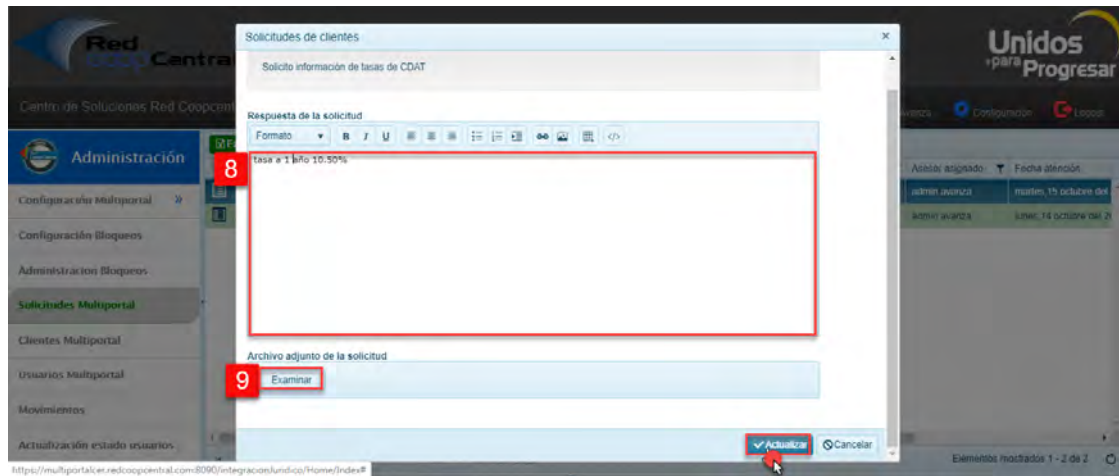 Solicitudes de clientes
×
Red
Coop Central
Unidos
para
Progresar
Solicito información de tasas de CDAT
Centro de Soluciones Red Coopcent
Configuración
Logout
Respuesta de la solicitud
Formato
B I U
Administración
8
tasa a 1 año 10.50%
Asesor asignado
Fecha atención
Configuración Multiportal »
admin avanza
martes, 15 octubre del
admin avanza
lunes, 14 octubre del 2
Configuración Bloqueos
Administracion Bloqueos
Solicitudes Multiportal
Clientes Multiportal
Archivo adjunto de la solicitud
Usuarios Multiportal
9
Examinar
Movimientos
Actualización estado usuarios
Actualizar
Cancelar
Elementos mostrados 1 - 2 de 2
https://multiportalcer.redcoopcentral.com:8090/integracionJuridico/Home/Index#